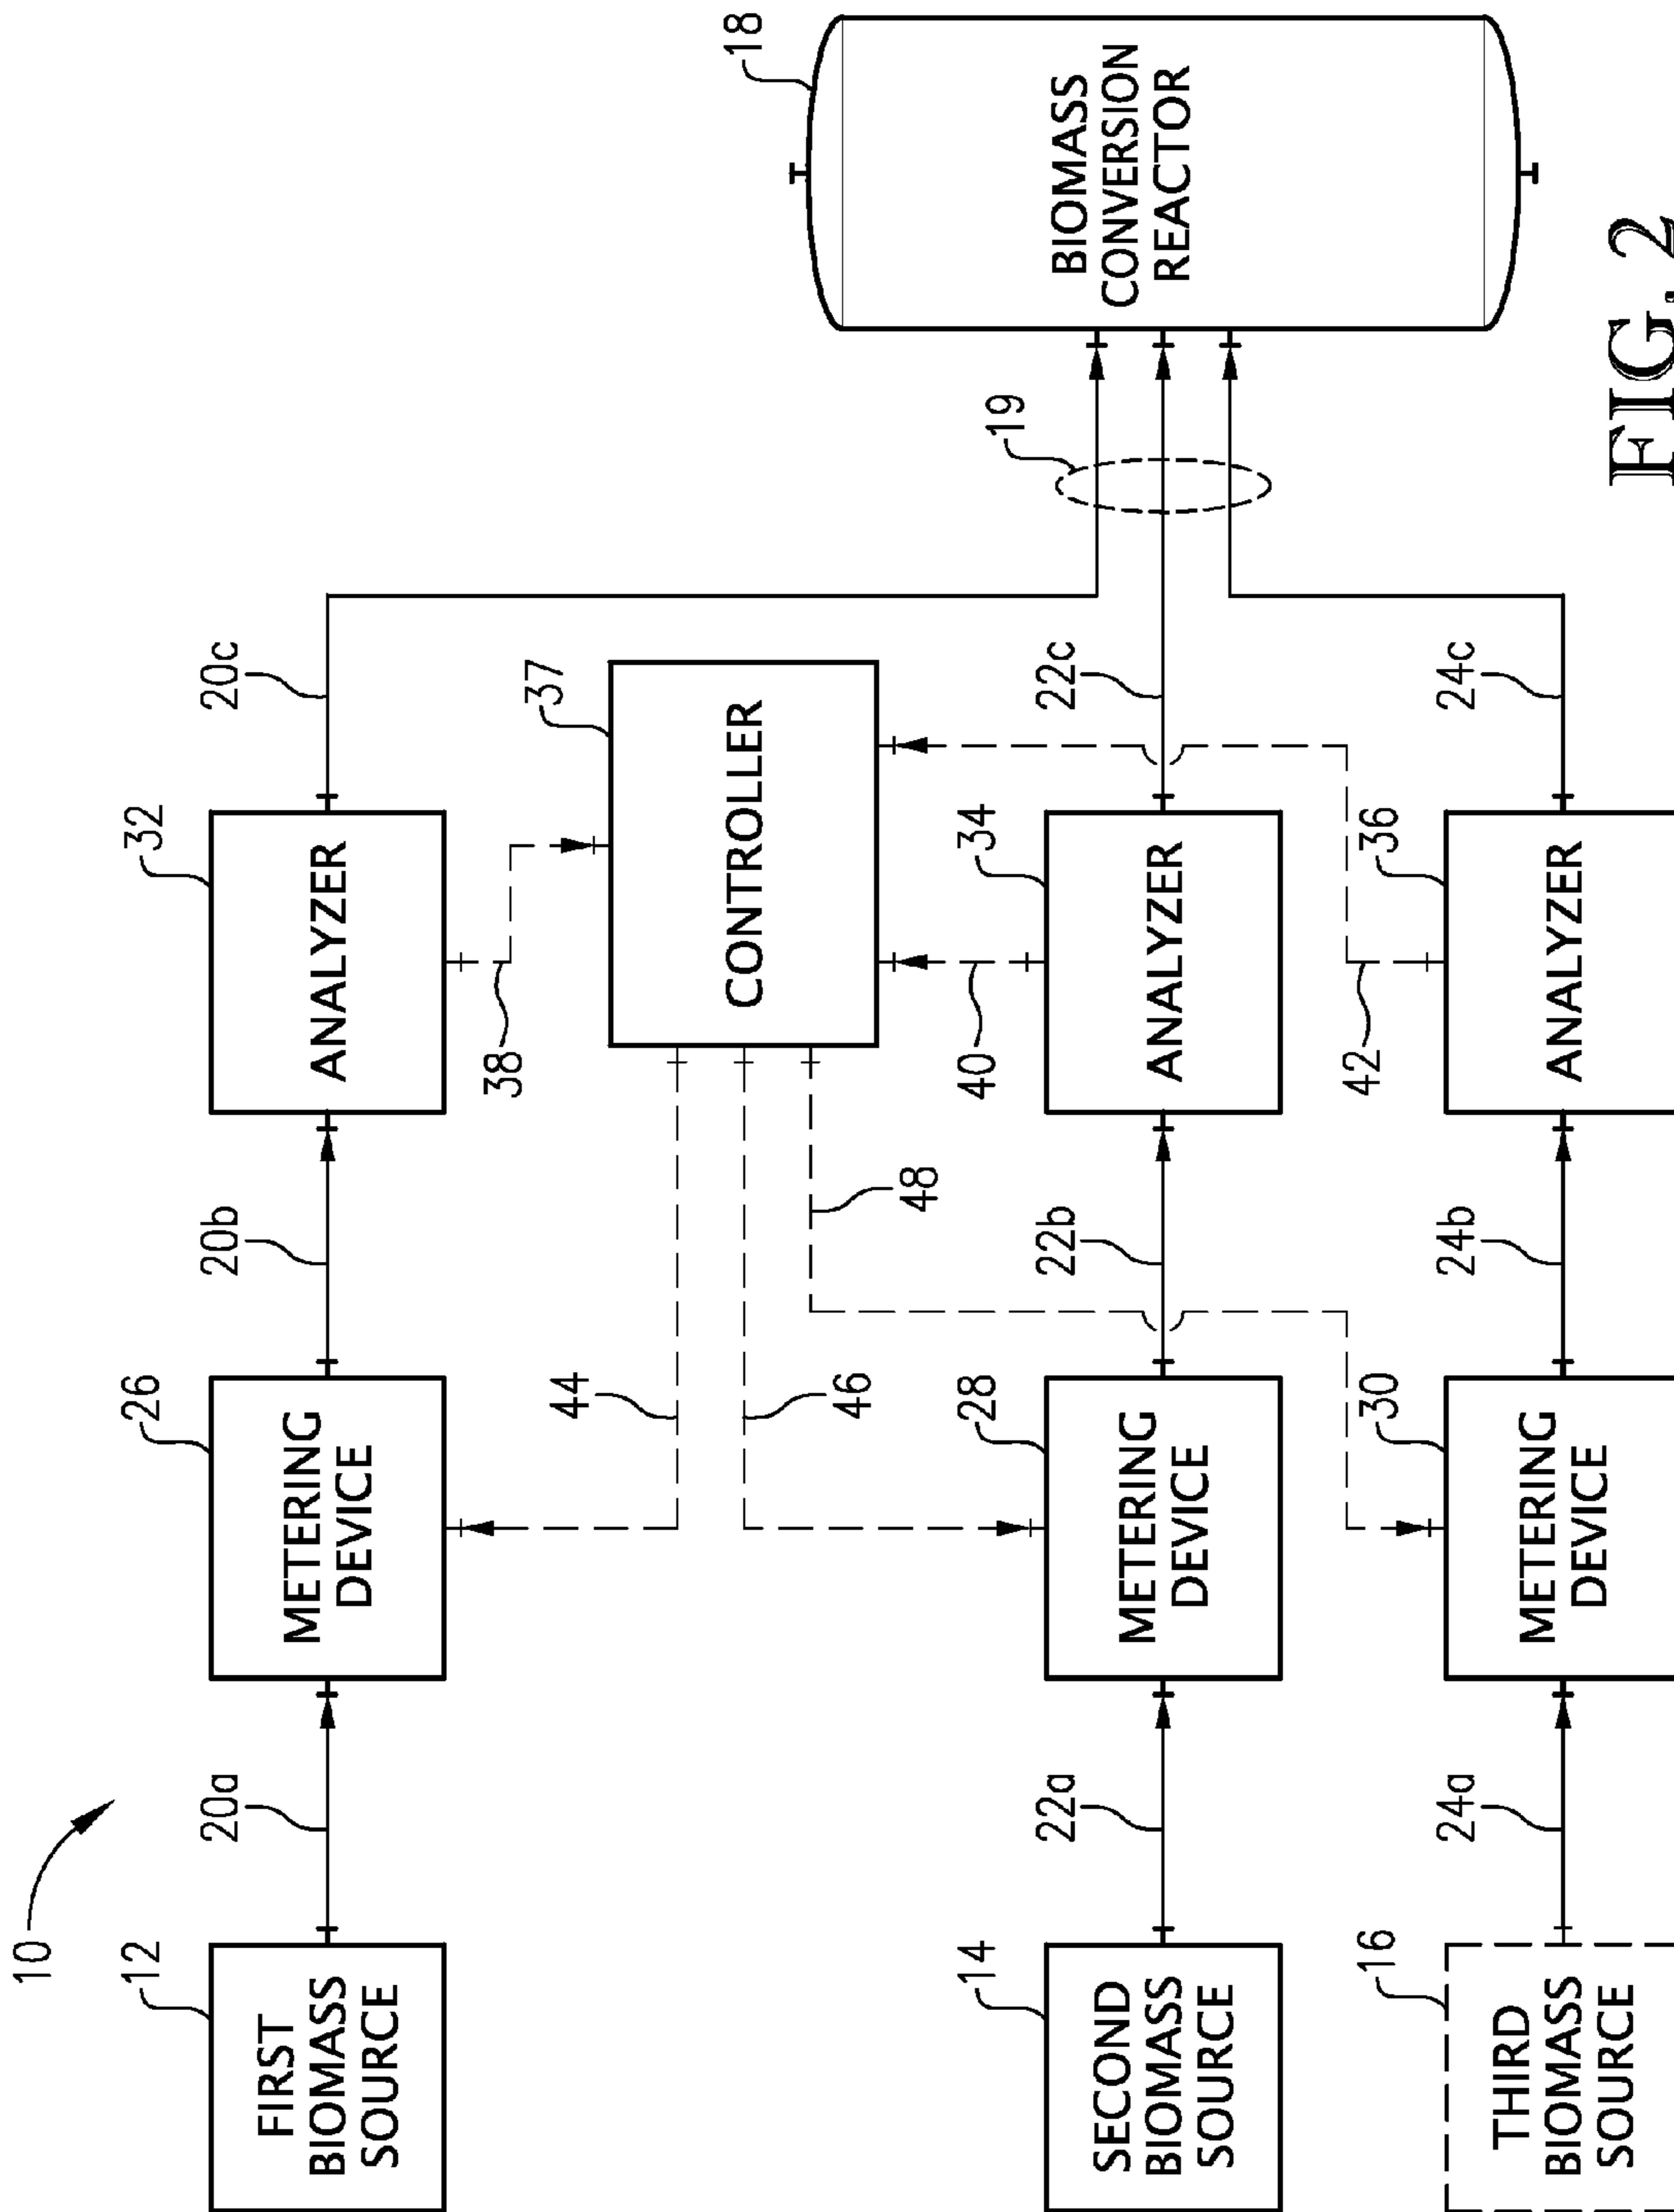 10
12
FIRST
BIOMASS
SOURCE
20a
26
METERING
DEVICE
20b
32
ANALYZER
20c
38
37
CONTROLLER
44
46
48
40
42
14
SECOND
BIOMASS
SOURCE
22a
28
METERING
DEVICE
22b
34
ANALYZER
22c
16
THIRD
BIOMASS
SOURCE
24a
30
METERING
DEVICE
24b
36
ANALYZER
24c
19
18
BIOMASS
CONVERSION
REACTOR
FIG. 2